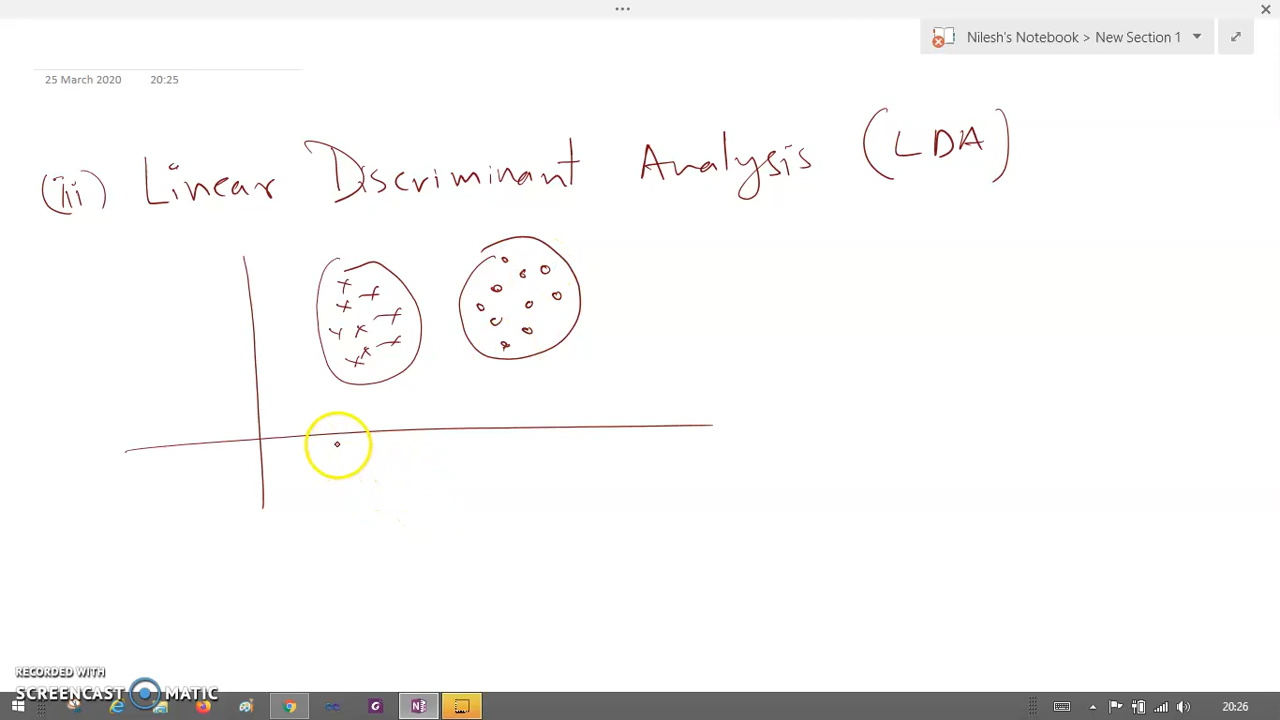 Nilesh's Notebook > New Section 1
25 March 2020 20:25
(iii) Linear Discriminant Analysis (LDA)
RECORDED WITH
SCREENCAST MATIC
20:26